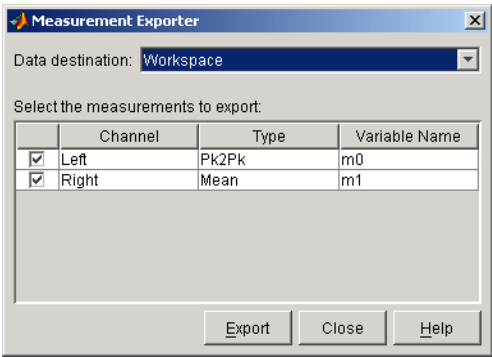 Measurement Exporter
Data destination: Workspace
Select the measurements to export:
Channel Type Variable Name
Left Pk2Pk m0
Right Mean m1
Export Close Help